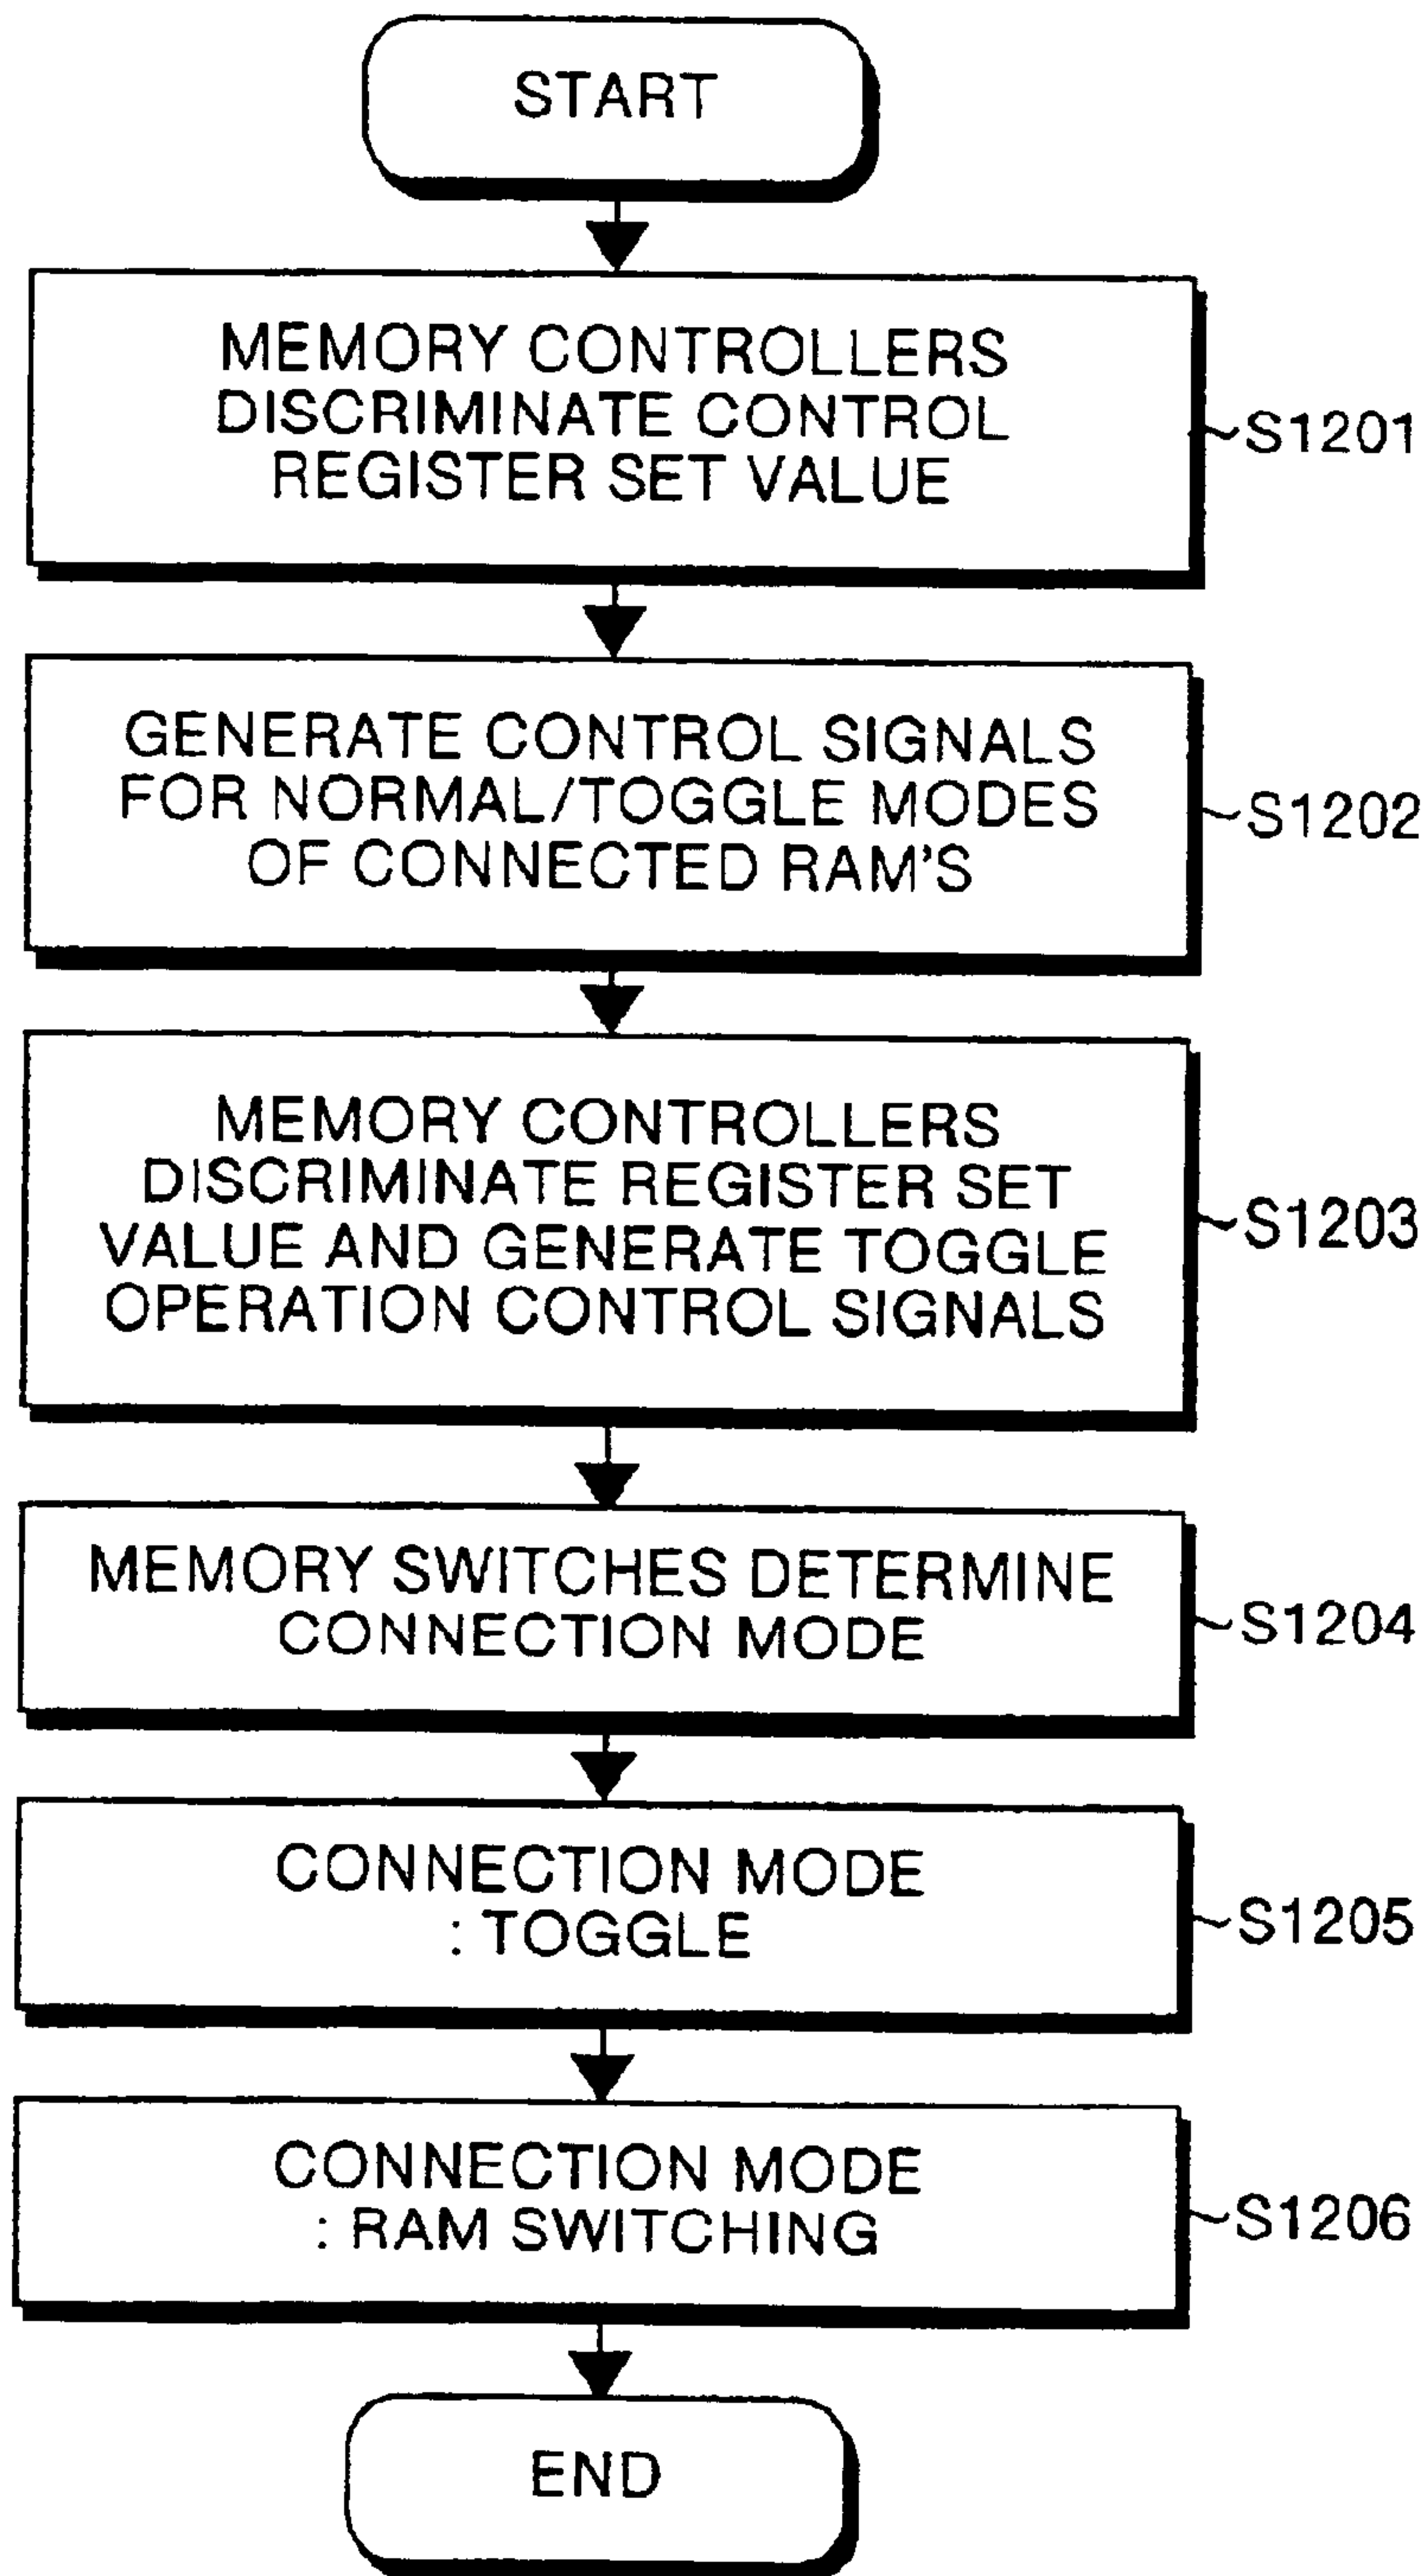 START
MEMORY CONTROLLERS
DISCRIMINATE CONTROL
REGISTER SET VALUE
S1201
GENERATE CONTROL SIGNALS
FOR NORMAL/TOGGLE MODES
OF CONNECTED RAM'S
S1202
MEMORY CONTROLLERS
DISCRIMINATE REGISTER SET
VALUE AND GENERATE TOGGLE
OPERATION CONTROL SIGNALS
S1203
MEMORY SWITCHES DETERMINE
CONNECTION MODE
S1204
CONNECTION MODE
: TOGGLE
S1205
CONNECTION MODE
: RAM SWITCHING
S1206
END